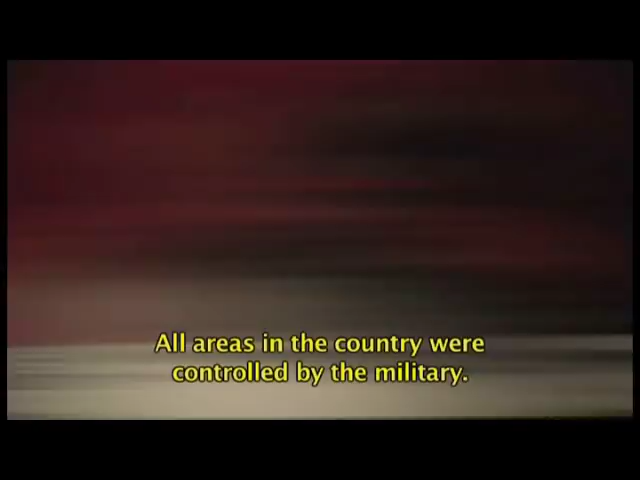 All areas in the country were
controlled by the military.